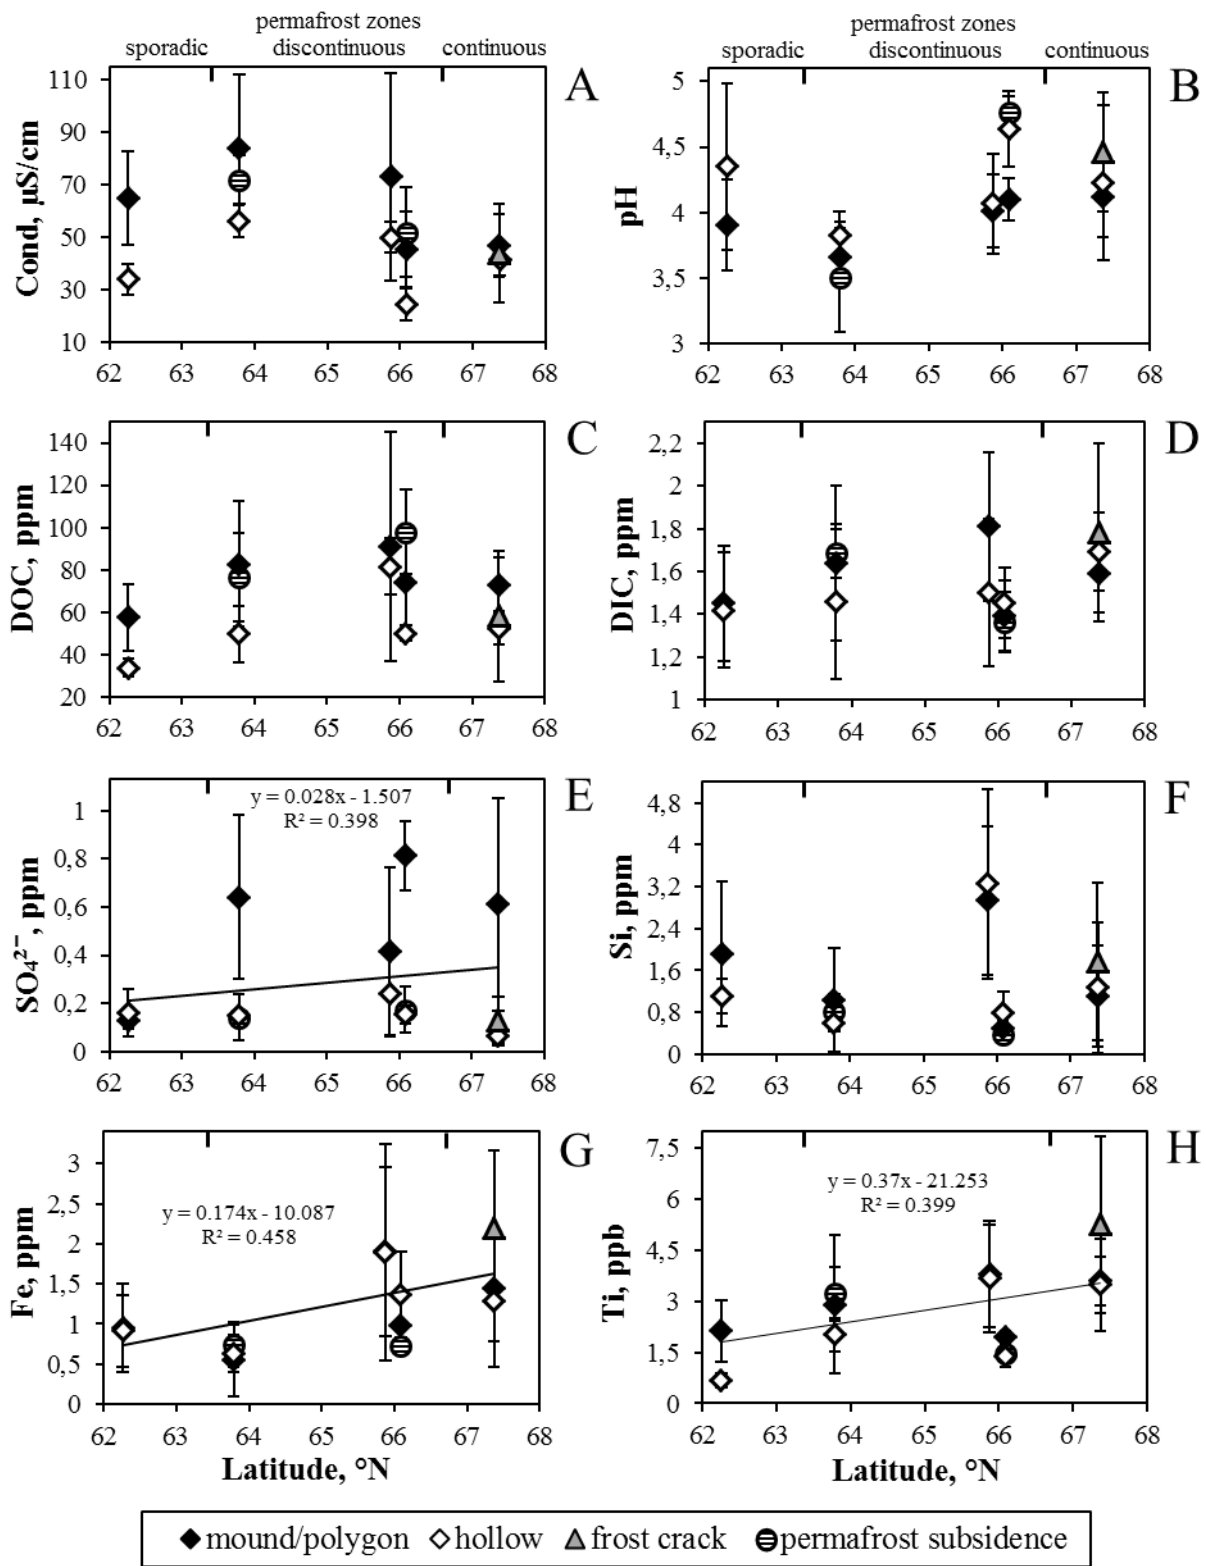 permafrost zones
sporadic discontinuous continuous
permafrost zones
sporadic discontinuous continuous
A
Cond, µS/cm
110
90
70
50
30
10
62 63 64 65 66 67 68
B
pH
5
4,5
4
3,5
3
62 63 64 65 66 67 68
C
DOC, ppm
140
120
100
80
60
40
20
62 63 64 65 66 67 68
D
DIC, ppm
2,2
2
1,8
1,6
1,4
1,2
1
62 63 64 65 66 67 68
E
y = 0.028x - 1.507
R² = 0.398
SO₄²⁻, ppm
1
0,8
0,6
0,4
0,2
0
62 63 64 65 66 67 68
F
Si, ppm
4,8
4
3,2
2,4
1,6
0,8
0
62 63 64 65 66 67 68
G
y = 0.174x - 10.087
R² = 0.458
Fe, ppm
3
2,5
2
1,5
1
0,5
0
62 63 64 65 66 67 68
Latitude, °N
H
y = 0.37x - 21.253
R² = 0.399
Ti, ppb
7,5
6
4,5
3
1,5
0
62 63 64 65 66 67 68
Latitude, °N
mound/polygon hollow frost crack permafrost subsidence